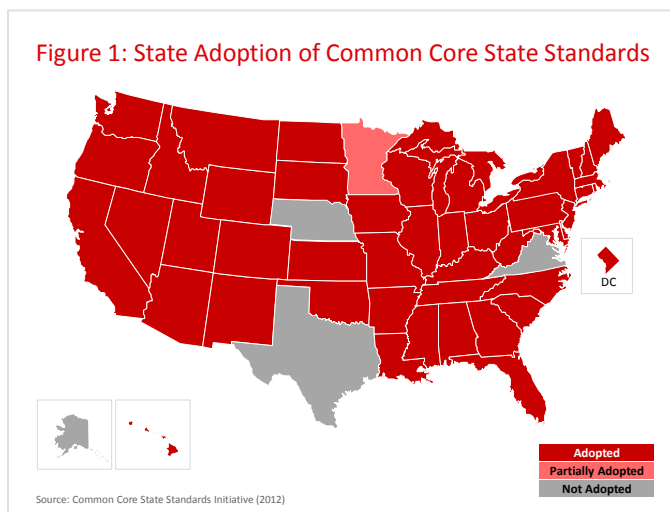 Figure 1: State Adoption of Common Core State Standards
DC
Adopted
Partially Adopted
Not Adopted
Source: Common Core State Standards Initiative (2012)